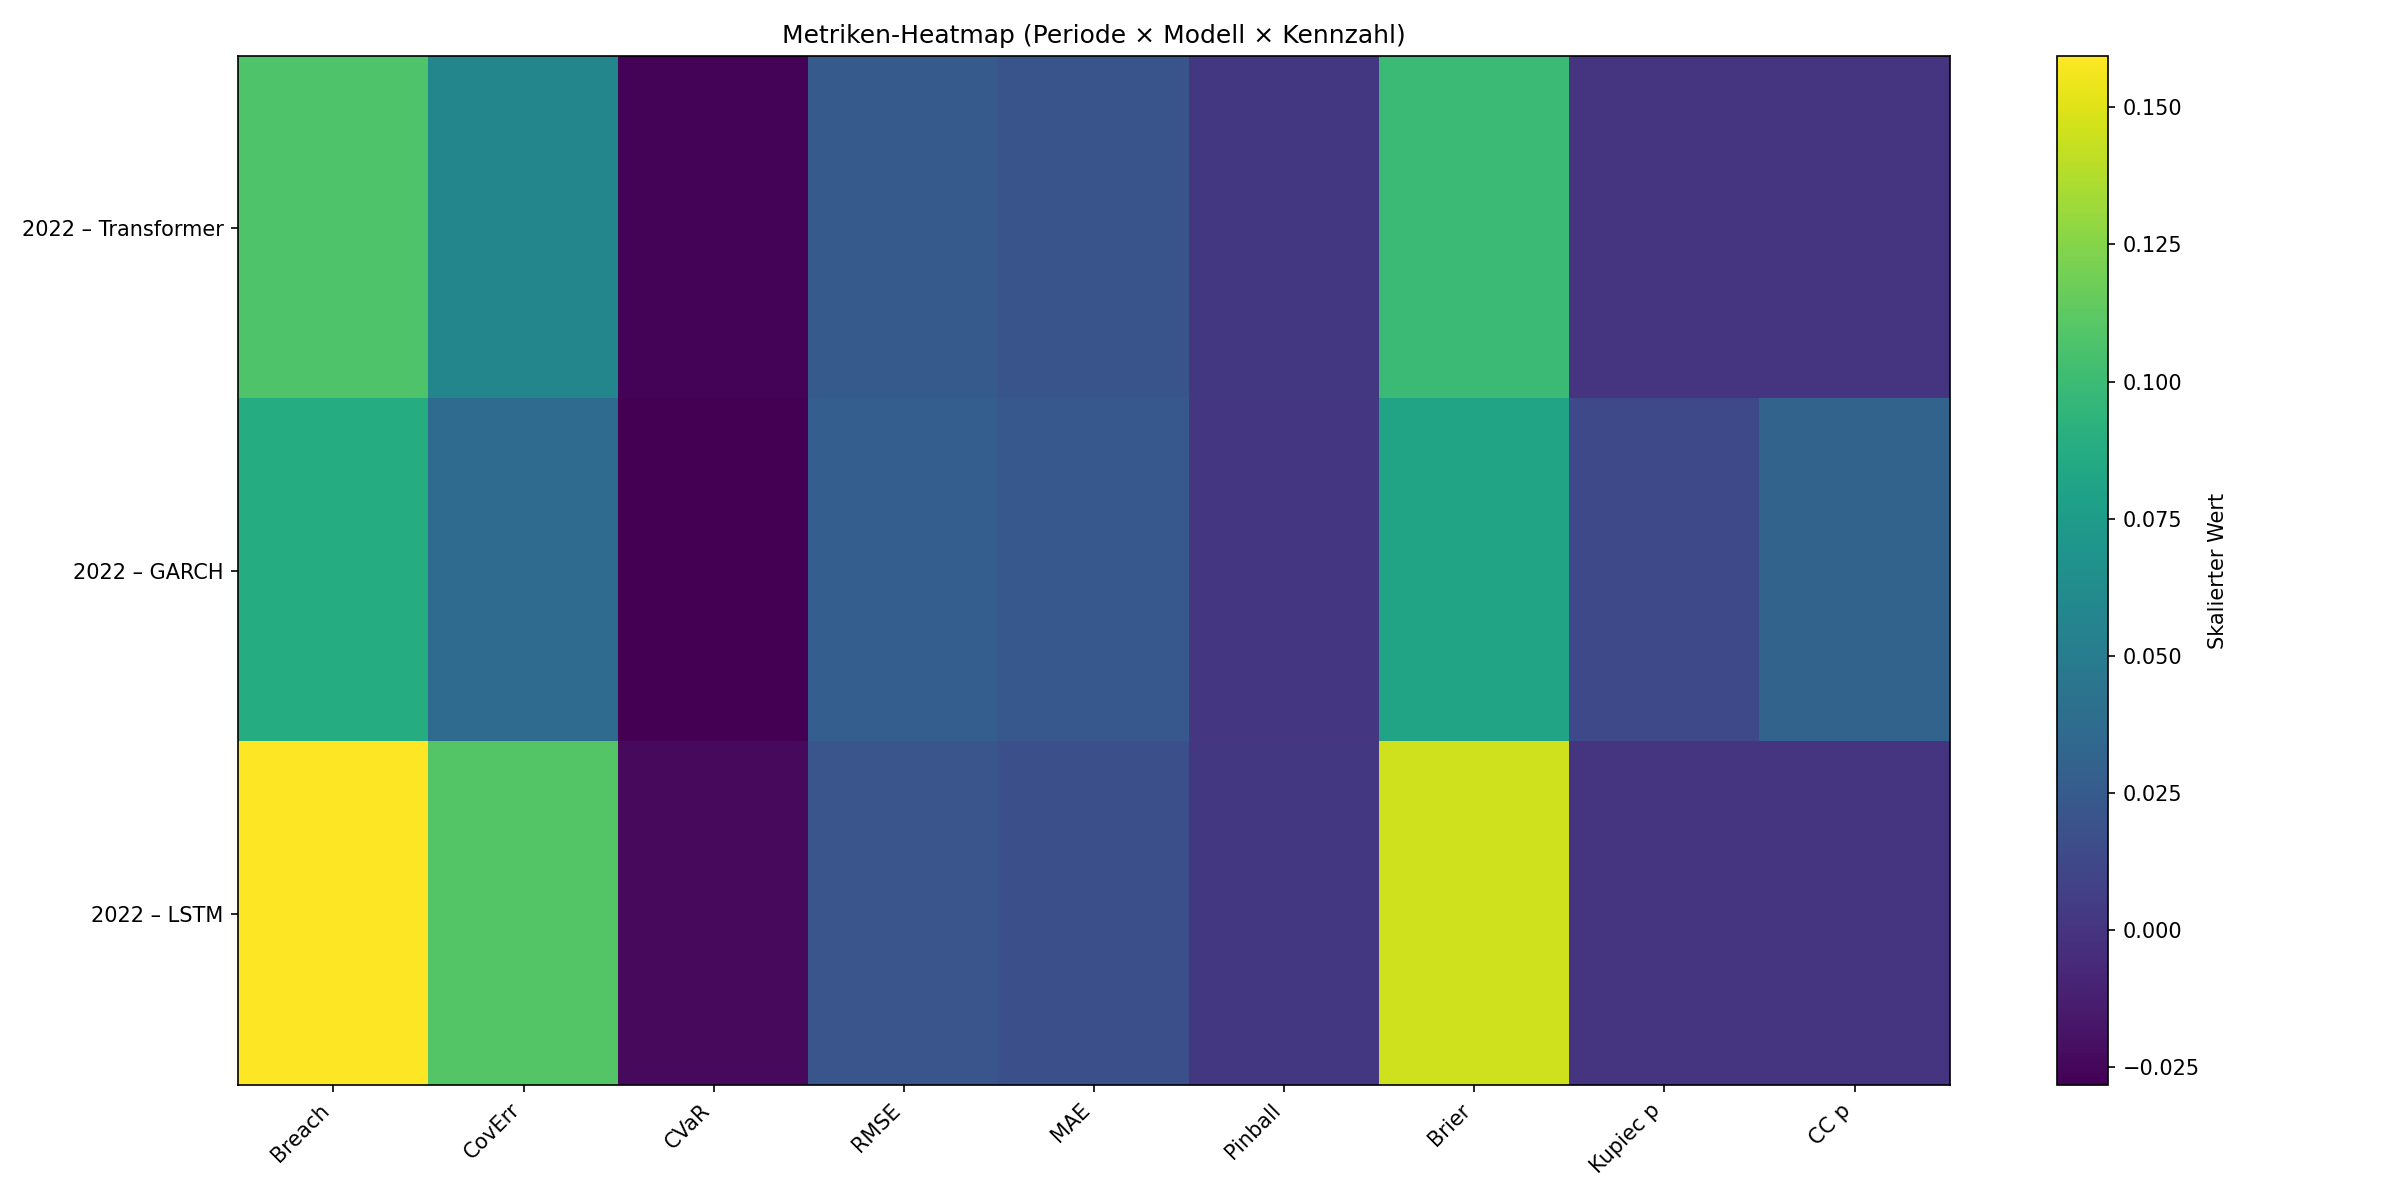 Metriken-Heatmap (Periode × Modell × Kennzahl)
2022 – Transformer
2022 – GARCH
2022 – LSTM
Breach
CovErr
CVaR
RMSE
MAE
Pinball
Brier
Kupiec p
CC p
0.150
0.125
0.100
0.075
0.050
0.025
0.000
−0.025
Skalierter Wert